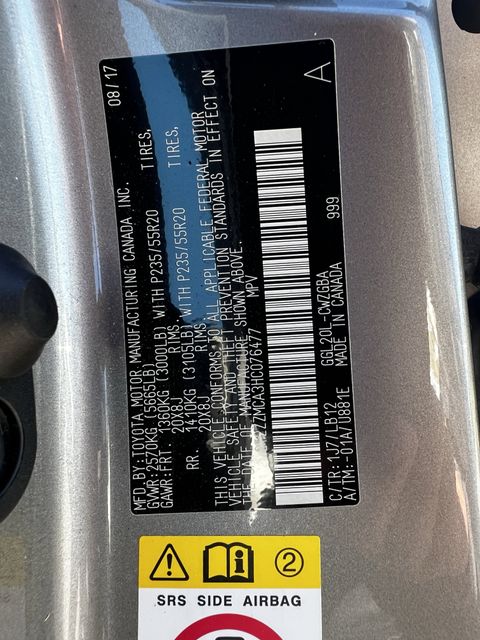 MFD.BY:TOYOTA MOTOR MANUFACTURING CANADA INC. 08/17
GVWR:2570KG (5665LB)
GAWR:FRT. 1360KG (3000LB) WITH P235/55R20 TIRES,
20X8J RIMS
RR. 1410KG (3105LB) WITH P235/55R20 TIRES,
20X8J RIMS
THIS VEHICLE CONFORMS TO ALL APPLICABLE FEDERAL MOTOR
VEHICLE SAFETY AND THEFT PREVENTION STANDARDS IN EFFECT ON
THE DATE OF MANUFACTURE SHOWN ABOVE.
ZZMCA3HC076477 MPV
A
C/TR:1J7/LB12 GGL20L-CWZGBA
A/TM:-01A/U881E MADE IN CANADA 999
2
SRS SIDE AIRBAG